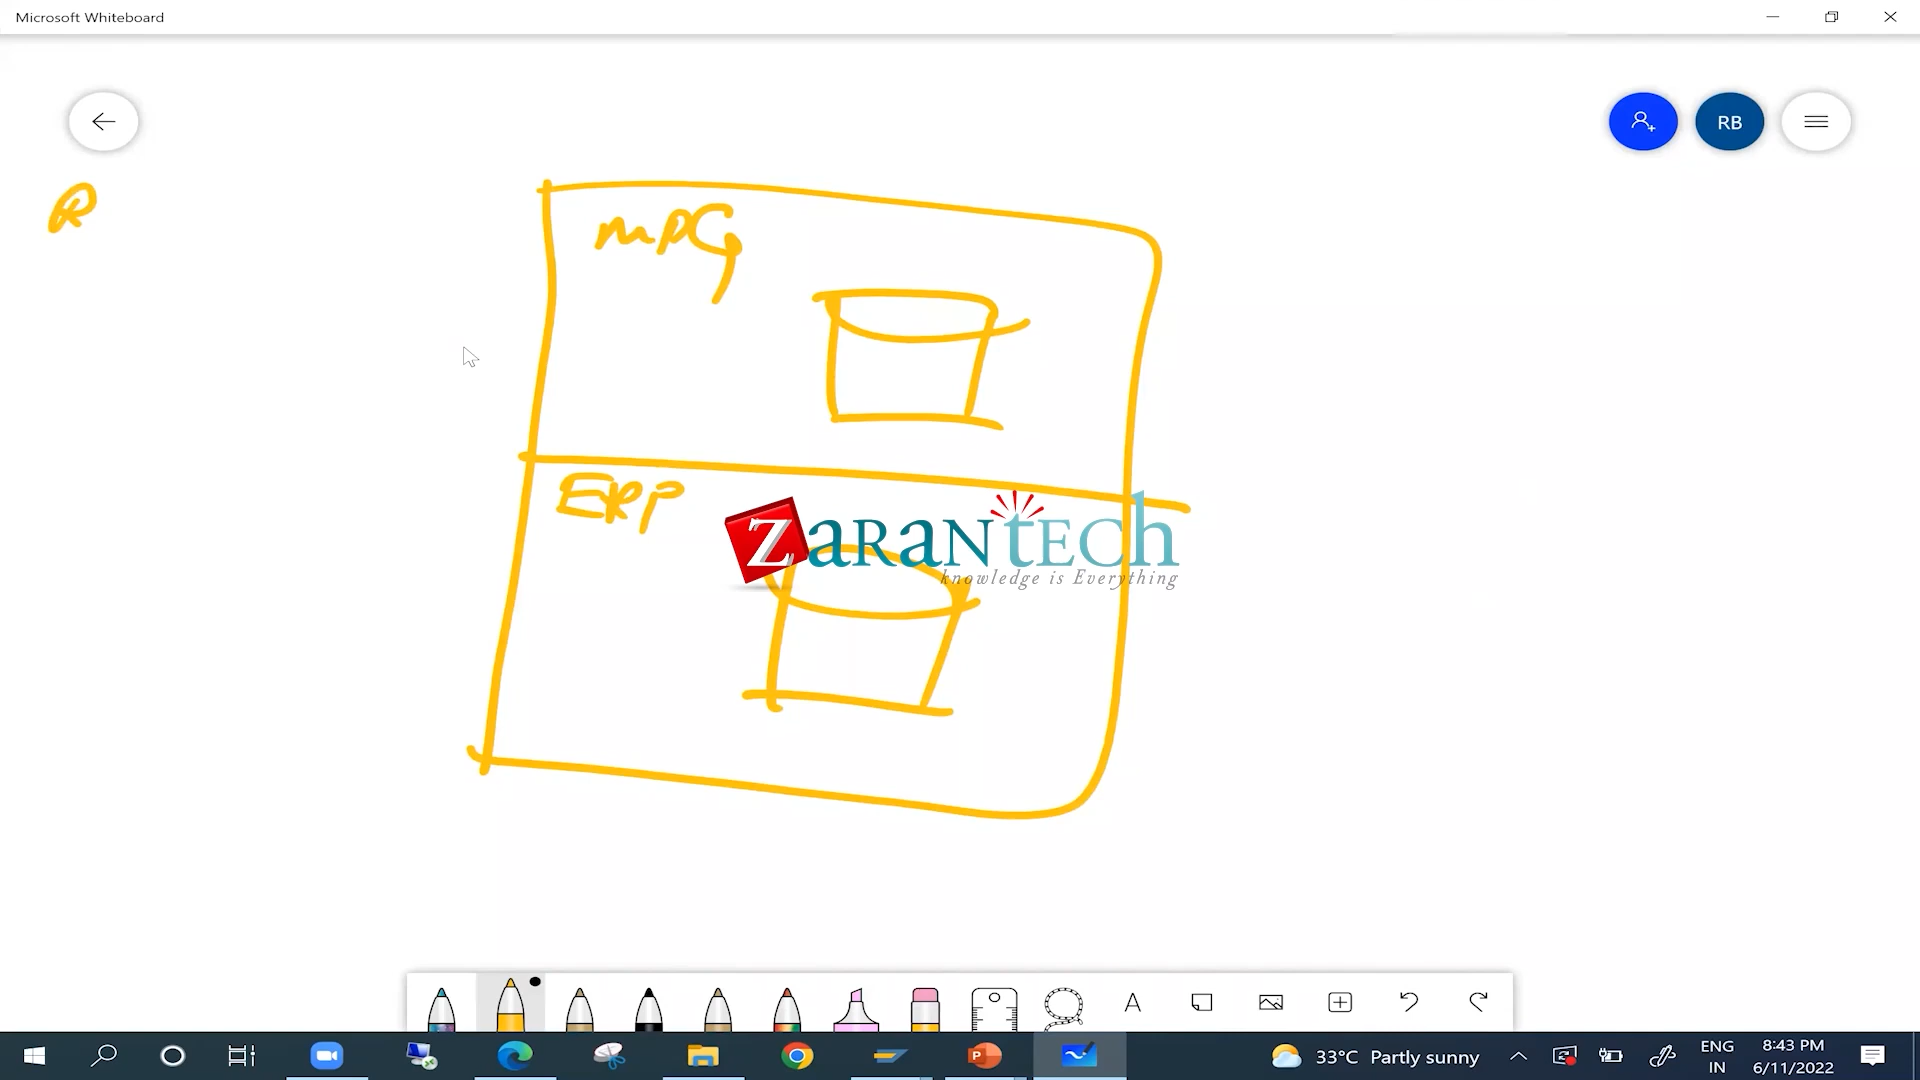 Microsoft Whiteboard
RB
R
MDG
ERP
ZaranTech
knowledge is Everything
A
33°C Partly sunny
ENG
IN
8:43 PM
6/11/2022